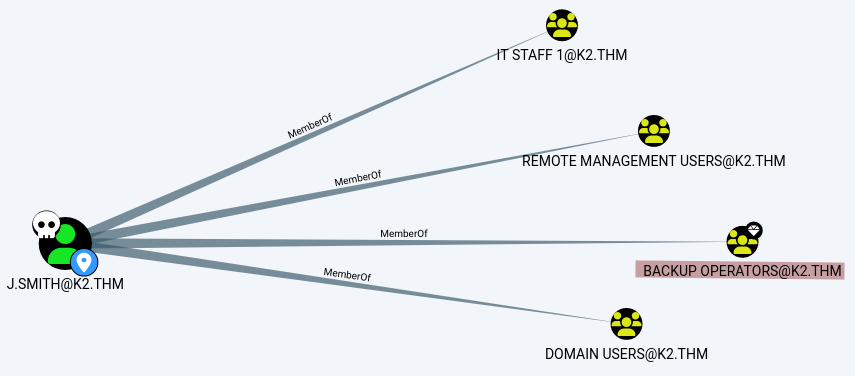 IT STAFF 1@K2.THM
MemberOf
REMOTE MANAGEMENT USERS@K2.THM
MemberOf
MemberOf
BACKUP OPERATORS@K2.THM
MemberOf
J.SMITH@K2.THM
DOMAIN USERS@K2.THM